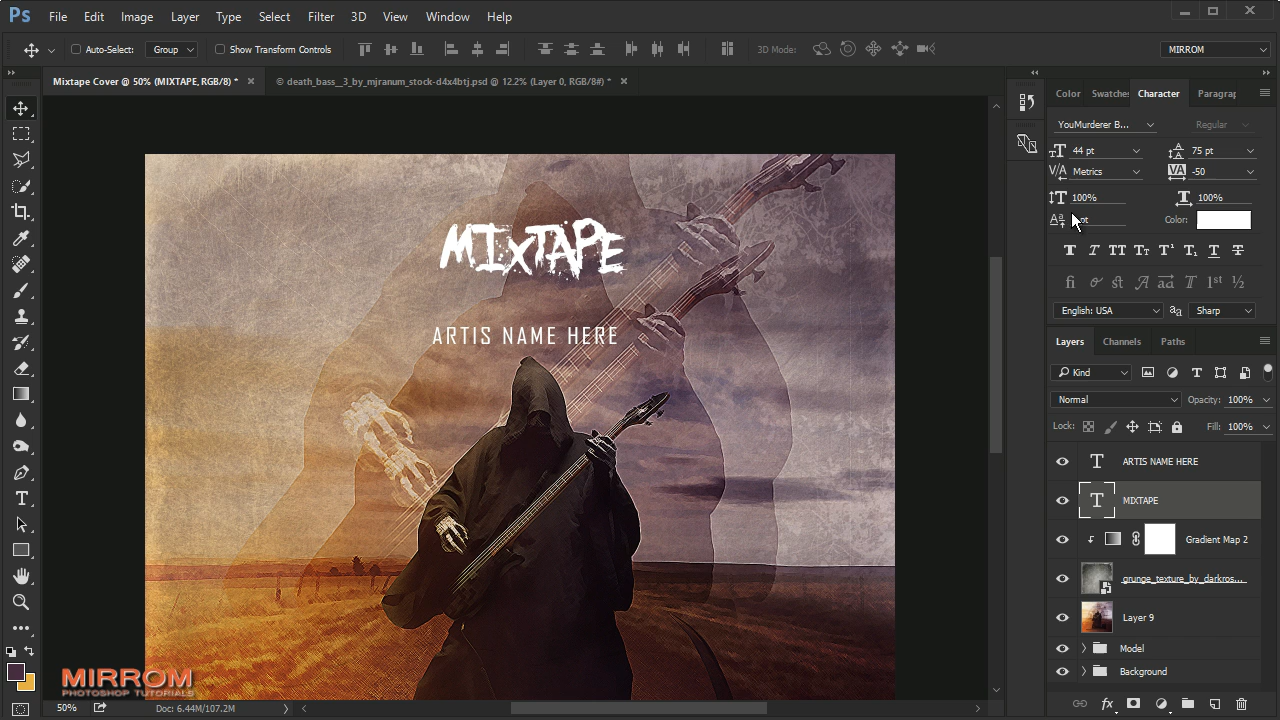 Ps File Edit Image Layer Type Select Filter 3D View Window Help
Auto-Select: Group Show Transform Controls 3D Mode: MIRROM
Mixtape Cover @ 50% (MIXTAPE, RGB/8) * × © death_bass__3_by_mjranum_stock-d4x4btj.psd @ 12.2% (Layer 0, RGB/8#) * ×
Color Swatches Character Paragrap
YouMurderer B... Regular
44 pt 75 pt
Metrics -50
100% 100%
Color:
English: USA aa Sharp
MIXTAPE
ARTIS NAME HERE
Layers Channels Paths
Kind
Normal Opacity: 100%
Lock: Fill: 100%
ARTIS NAME HERE
MIXTAPE
Gradient Map 2
grunge_texture_by_darkros...
Layer 9
Model
Background
MIRROM
PHOTOSHOP TUTORIALS
50% Doc: 6.44M/107.2M